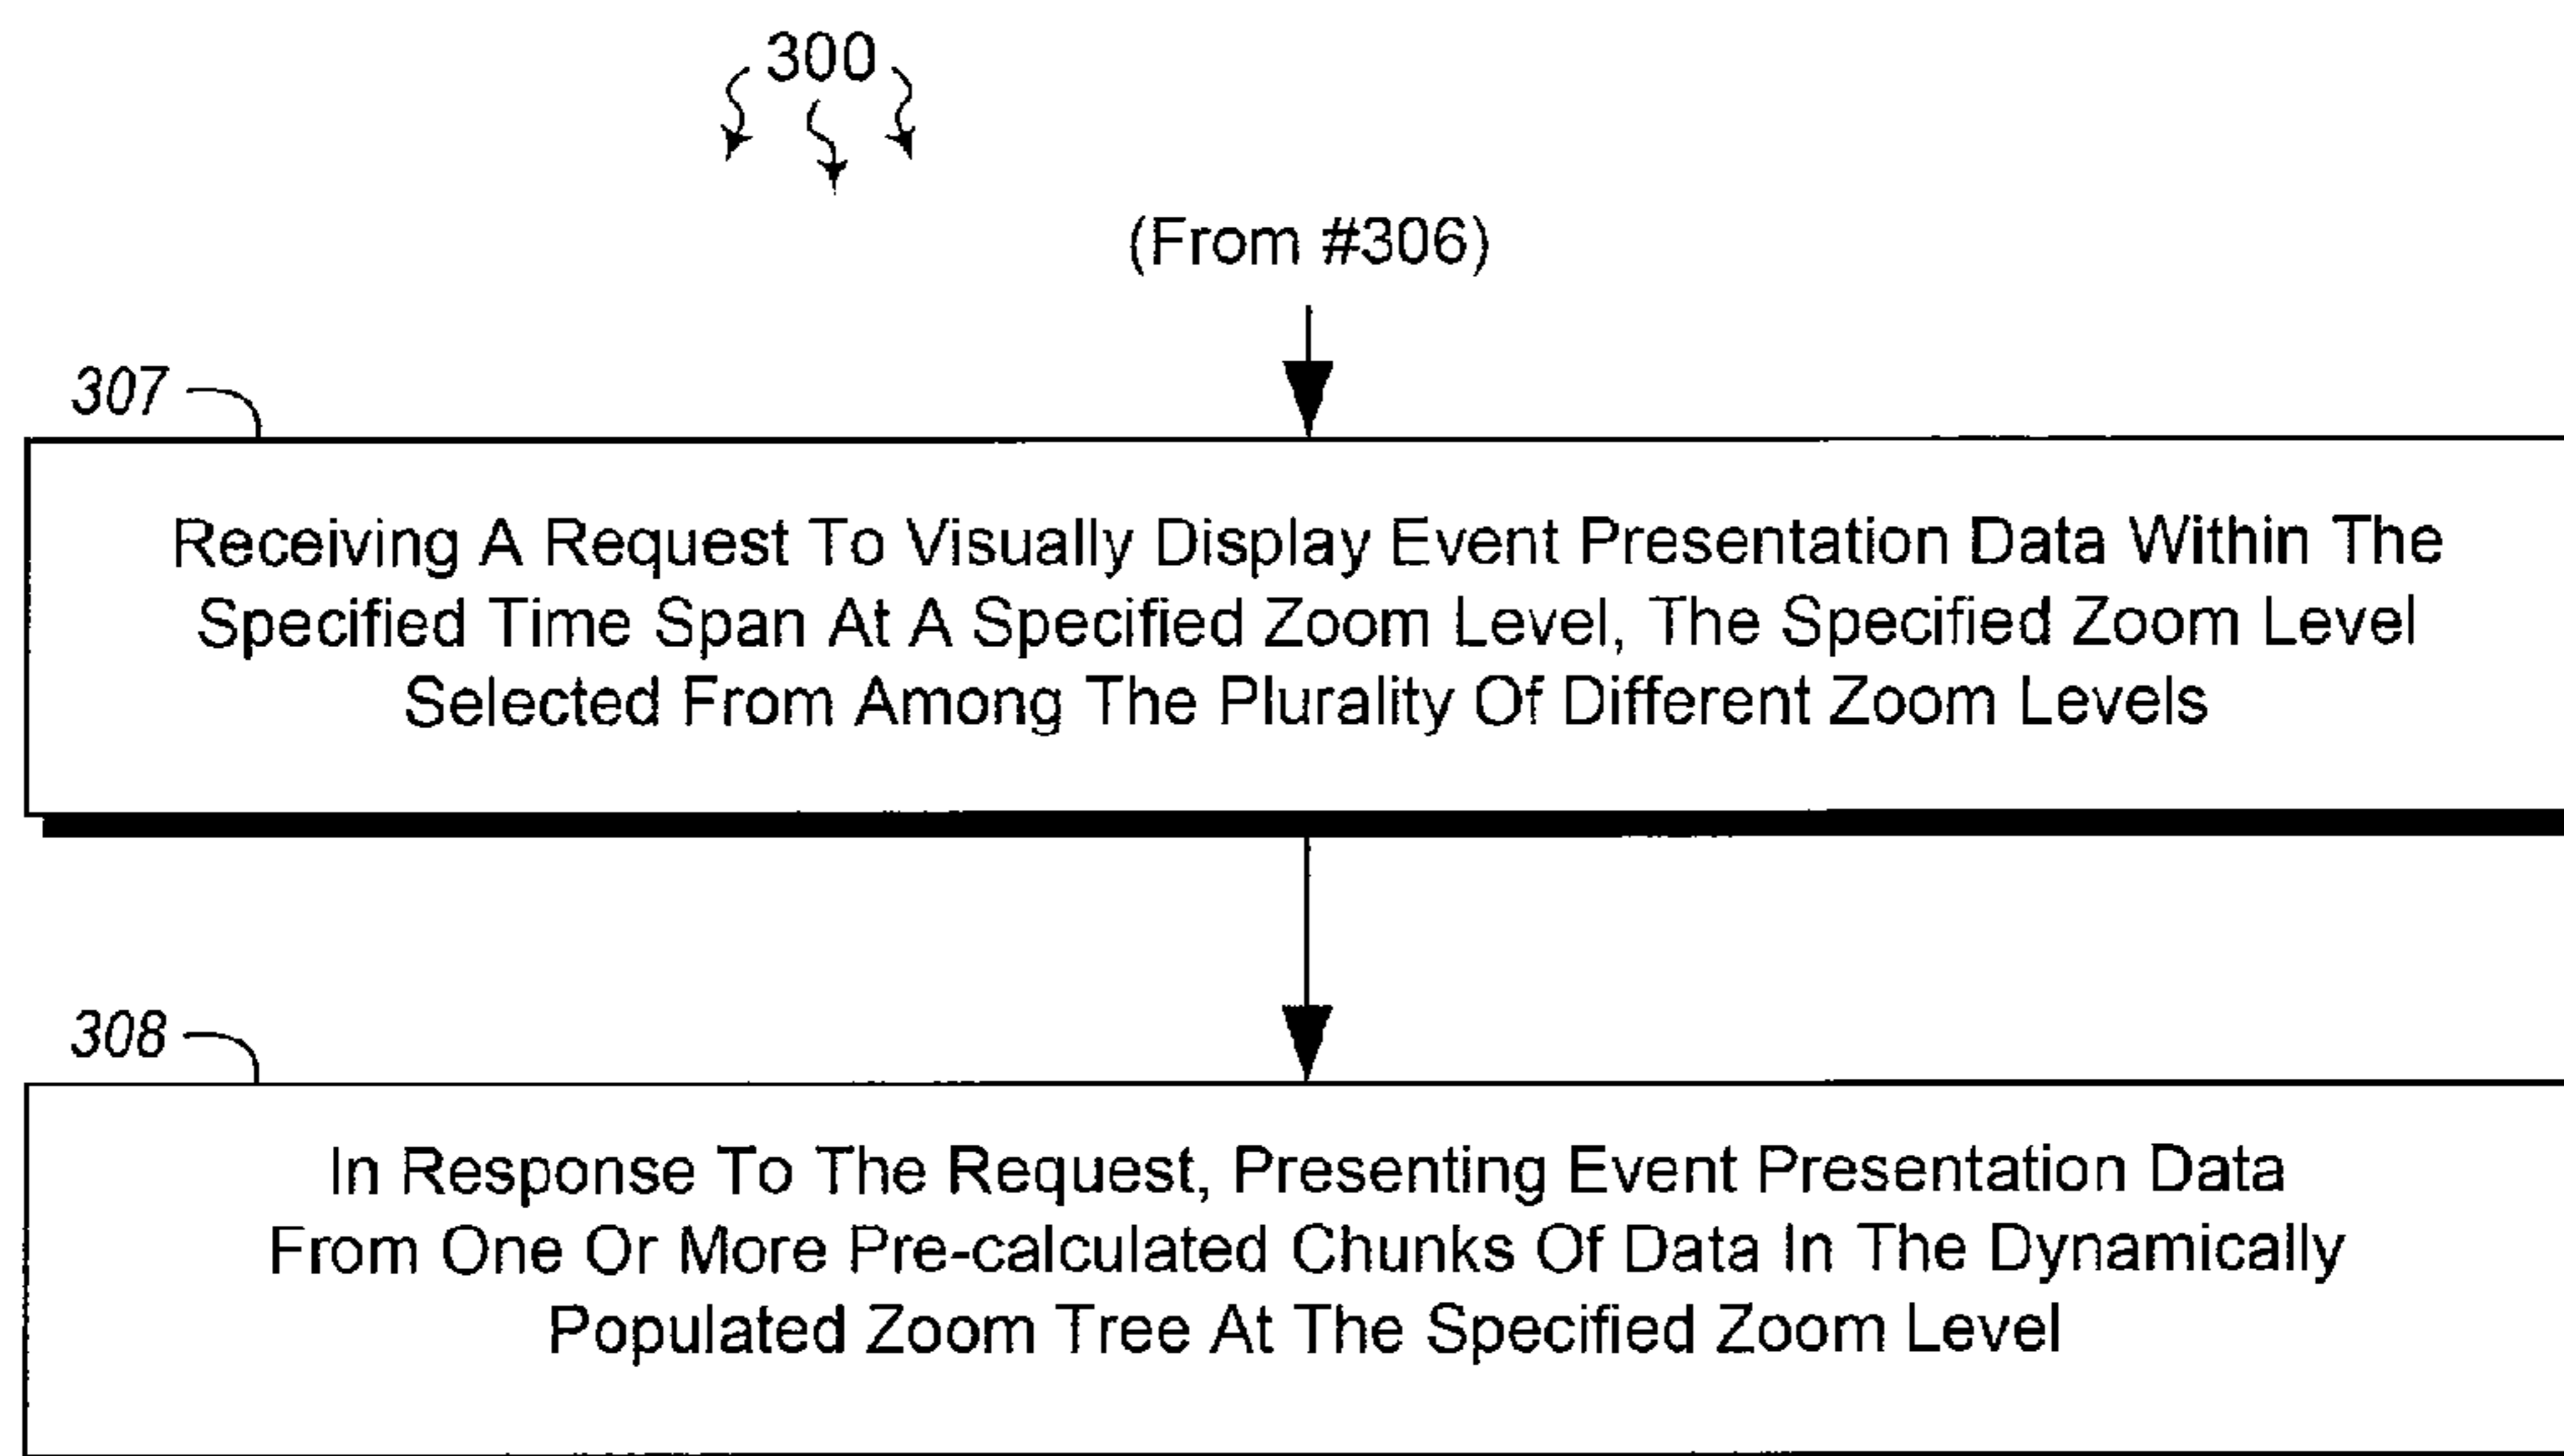 300
(From #306)
307
Receiving A Request To Visually Display Event Presentation Data Within The
Specified Time Span At A Specified Zoom Level, The Specified Zoom Level
Selected From Among The Plurality Of Different Zoom Levels
308
In Response To The Request, Presenting Event Presentation Data
From One Or More Pre-calculated Chunks Of Data In The Dynamically
Populated Zoom Tree At The Specified Zoom Level